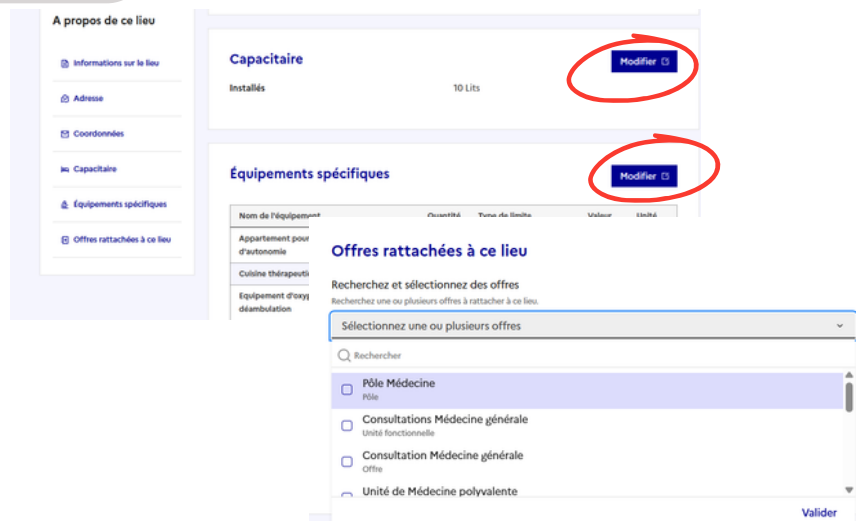 A propos de ce lieu
Informations sur le lieu
Adresse
Coordonnées
Capacitaire
Équipements spécifiques
Offres rattachées à ce lieu
Capacitaire
Modifier
Installés 10 Lits
Équipements spécifiques
Modifier
Nom de l'équipement Quantité Type de limite Valeur Unité
Appartement pour
d'autonomie
Cuisine
Equipement
déambulation
Offres rattachées à ce lieu
Recherchez et sélectionnez des offres
Recherchez une ou plusieurs offres à rattacher à ce lieu.
Sélectionnez une ou plusieurs offres
Rechercher
Pôle Médecine
Pôle
Consultations Médecine générale
Unité fonctionnelle
Consultation Médecine générale
Offre
Unité de Médecine polyvalente
Valider